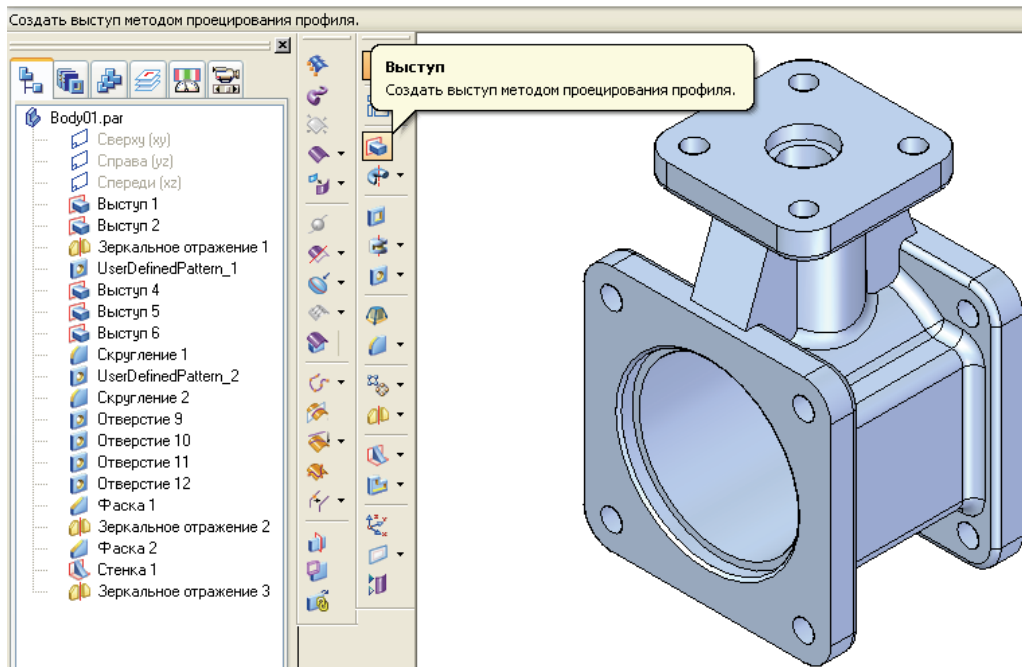 Создать выступ методом проецирования профиля.
Выступ
Создать выступ методом проецирования профиля.
Body01.par
Сверху (xy)
Справа (yz)
Спереди (xz)
Выступ 1
Выступ 2
Зеркальное отражение 1
UserDefinedPattern_1
Выступ 4
Выступ 5
Выступ 6
Скругление 1
UserDefinedPattern_2
Скругление 2
Отверстие 9
Отверстие 10
Отверстие 11
Отверстие 12
Фаска 1
Зеркальное отражение 2
Фаска 2
Стенка 1
Зеркальное отражение 3